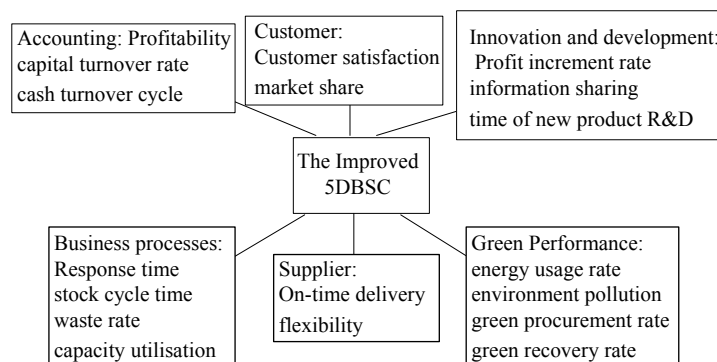 Accounting: Profitability
capital turnover rate
cash turnover cycle
Customer:
Customer satisfaction
market share
Innovation and development:
Profit increment rate
information sharing
time of new product R&D
The Improved
5DBSC
Business processes:
Response time
stock cycle time
waste rate
capacity utilisation
Supplier:
On-time delivery
flexibility
Green Performance:
energy usage rate
environment pollution
green procurement rate
green recovery rate